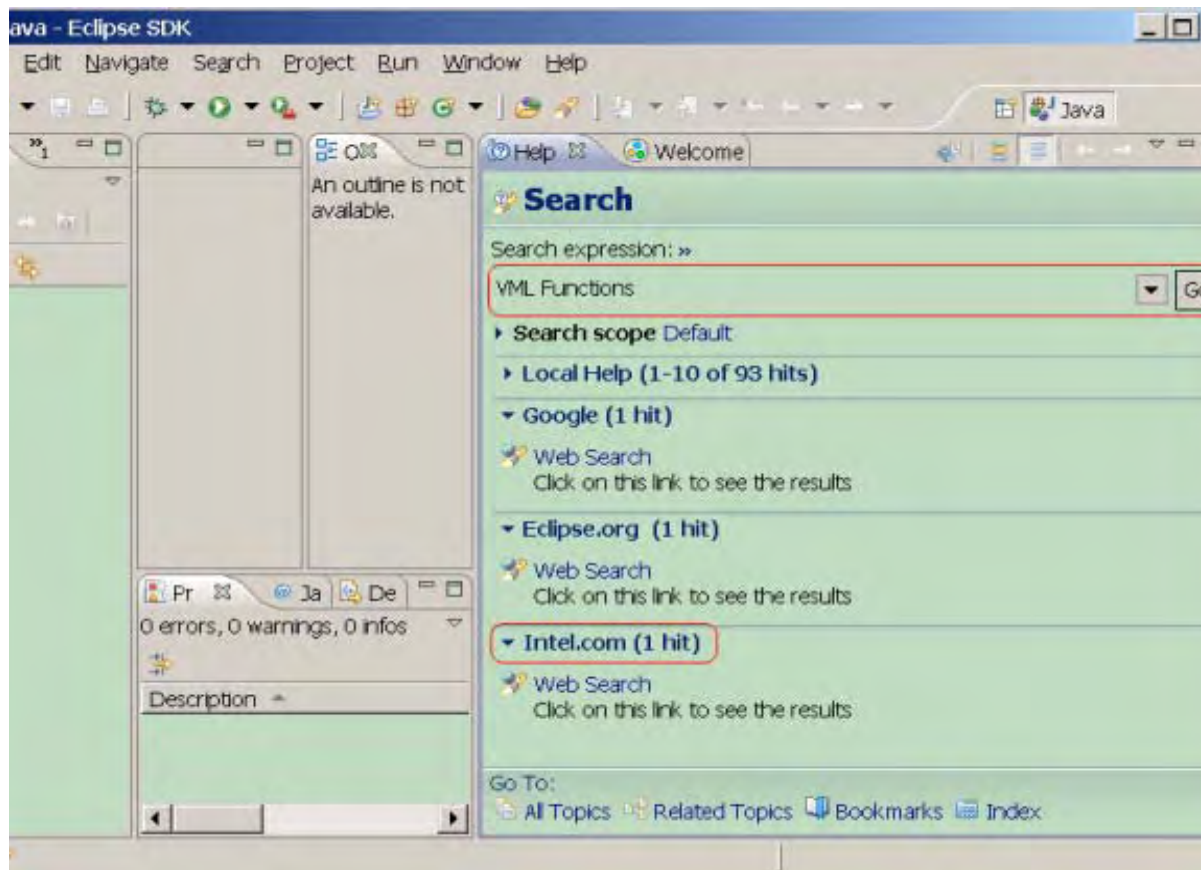 ava - Eclipse SDK
Edit Navigate Search Project Run Window Help
Java
»1
O
Help Welcome
An outline is not
available.
Search
Search expression: »
VML Functions
G
Search scope Default
Local Help (1-10 of 93 hits)
Google (1 hit)
Web Search
Click on this link to see the results
Eclipse.org (1 hit)
Web Search
Click on this link to see the results
Pr Ja De
0 errors, 0 warnings, 0 infos
Description
Intel.com (1 hit)
Web Search
Click on this link to see the results
Go To:
All Topics Related Topics Bookmarks Index